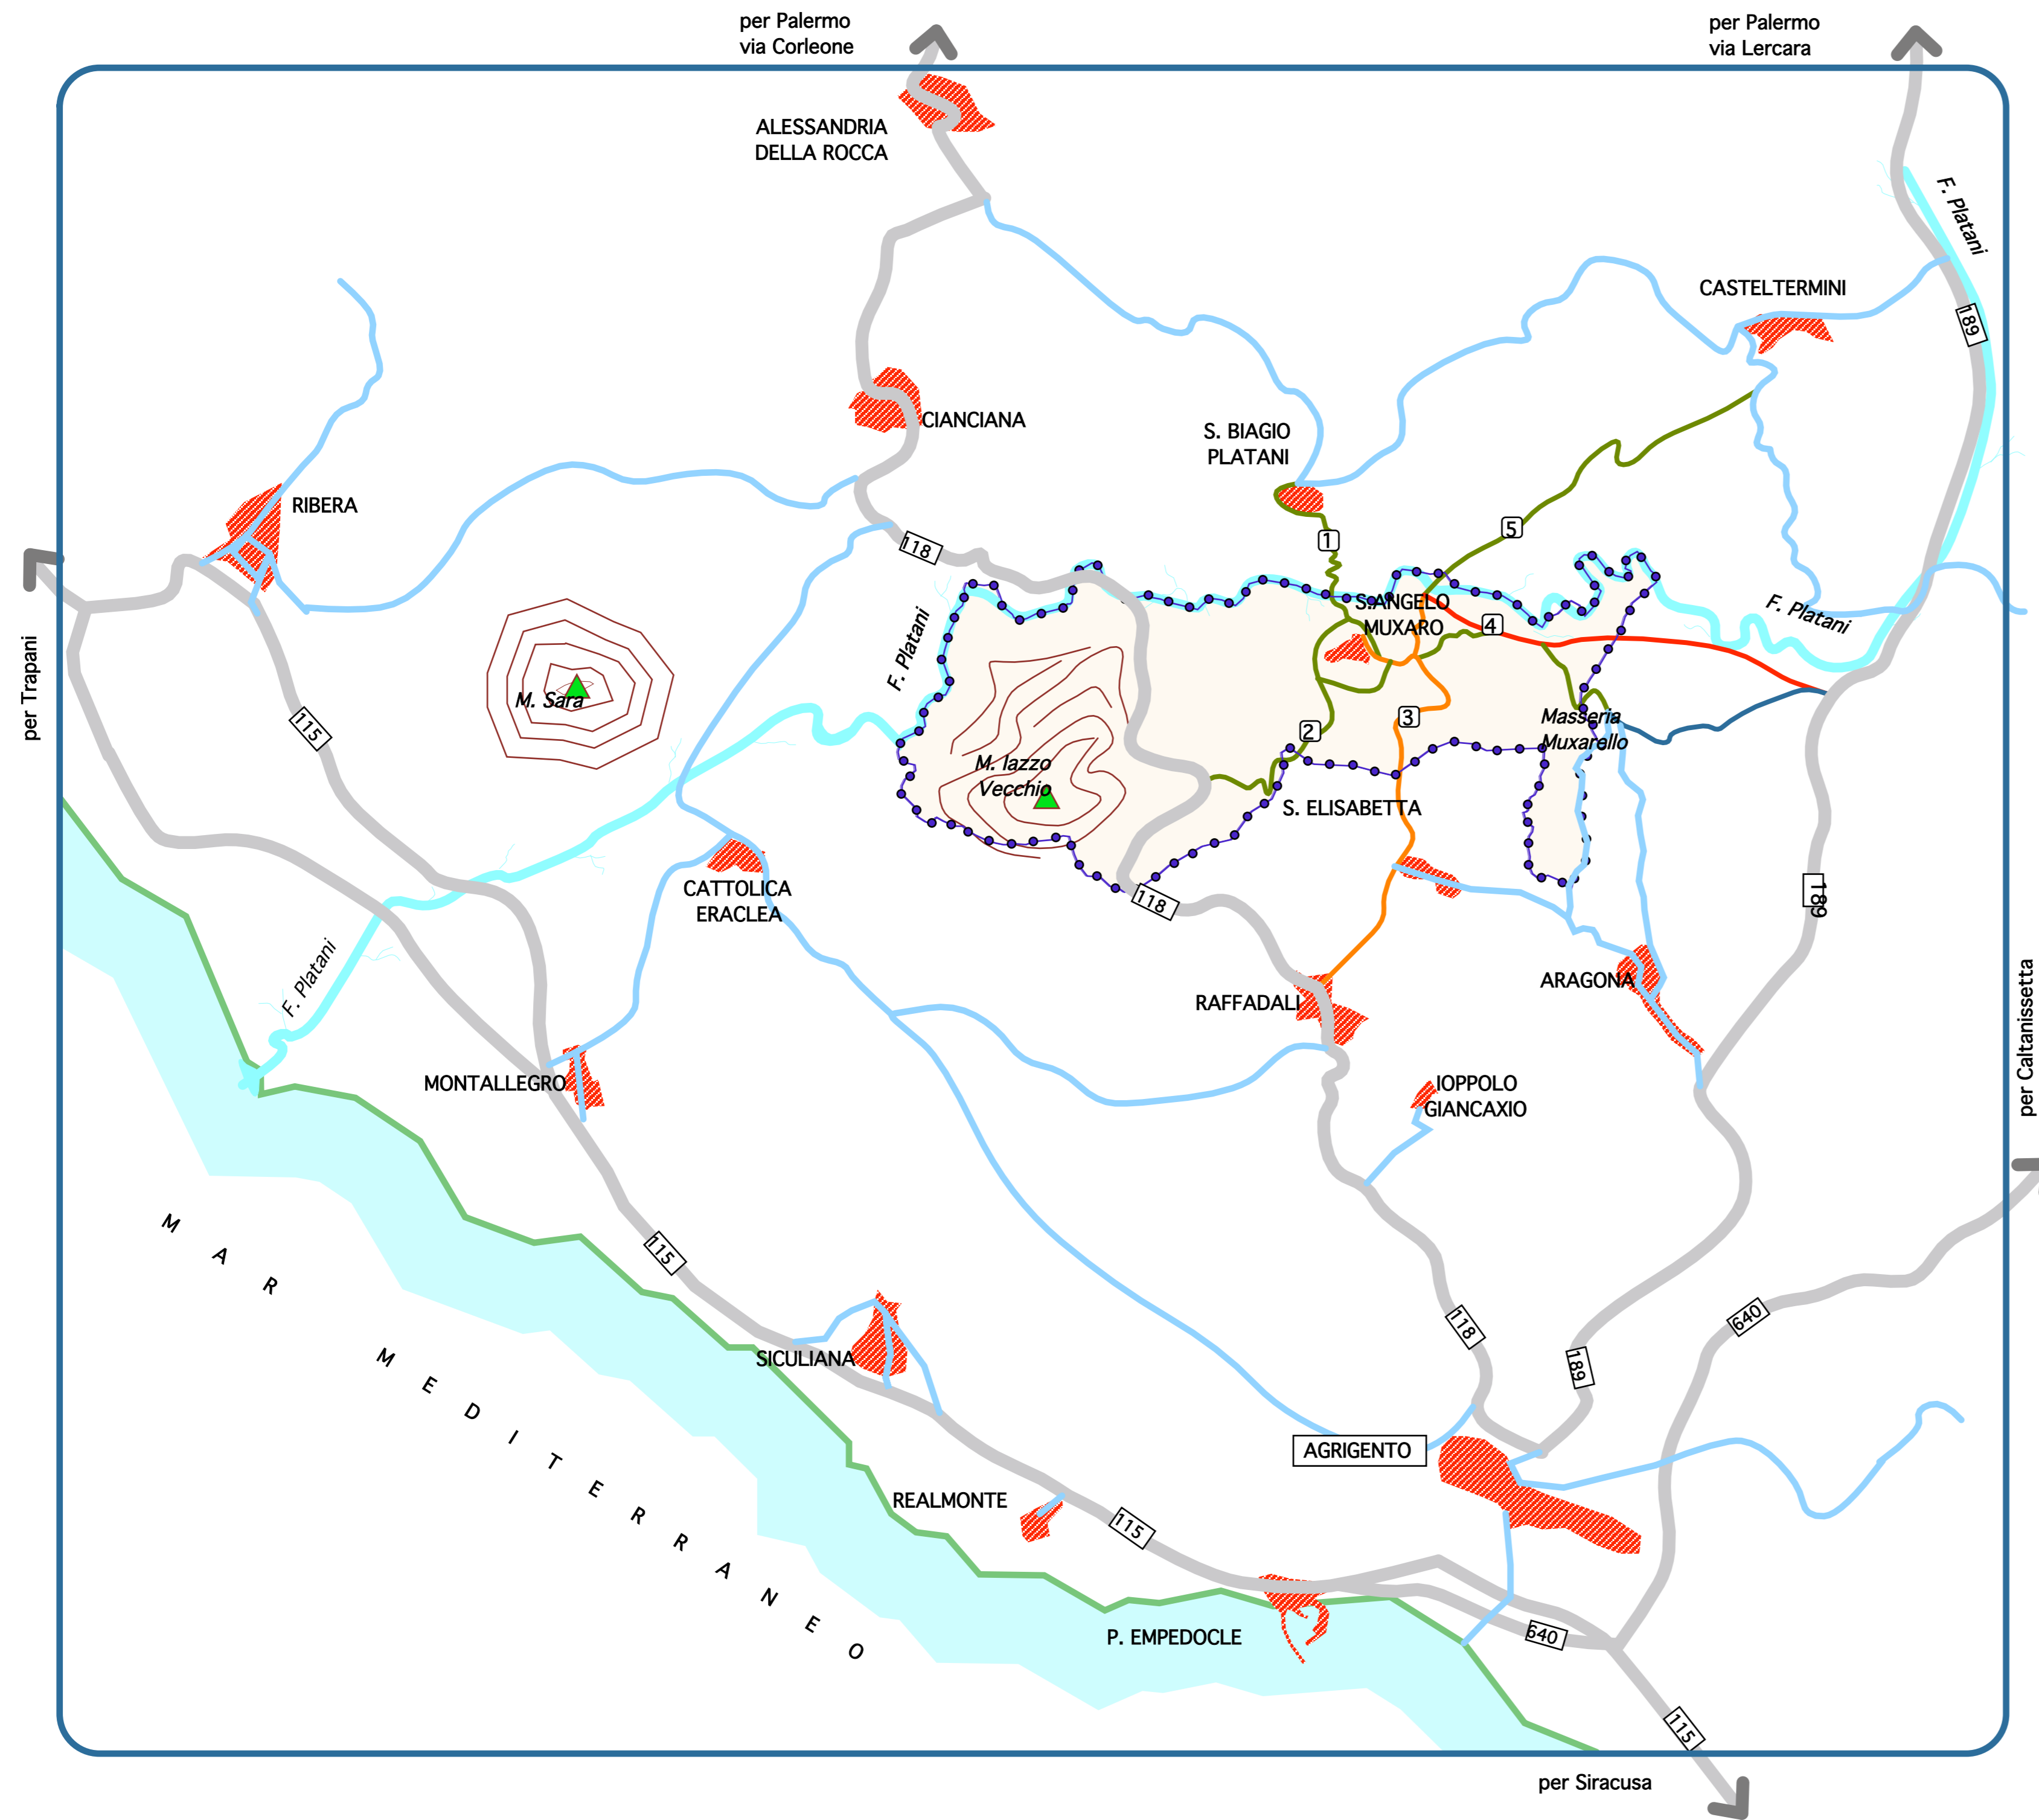 per Palermo
via Corleone
per Palermo
via Lercara
ALESSANDRIA
DELLA ROCCA
F. Platani
CASTELTERMINI
189
CIANCIANA
S. BIAGIO
PLATANI
RIBERA
5
1
118
S.ANGELO
MUXARO
4
F. Platani
F. Platani
per Trapani
M. Sara
115
3
2
Masseria
Muxarello
M. Iazzo
Vecchio
S. ELISABETTA
CATTOLICA
ERACLEA
118
189
F. Platani
ARAGONA
RAFFADALI
per Caltanissetta
MONTALLEGRO
IOPPOLO
GIANCAXIO
115
118
640
189
SICULIANA
MAR MEDITERRANEO
AGRIGENTO
REALMONTE
115
P. EMPEDOCLE
640
115
per Siracusa